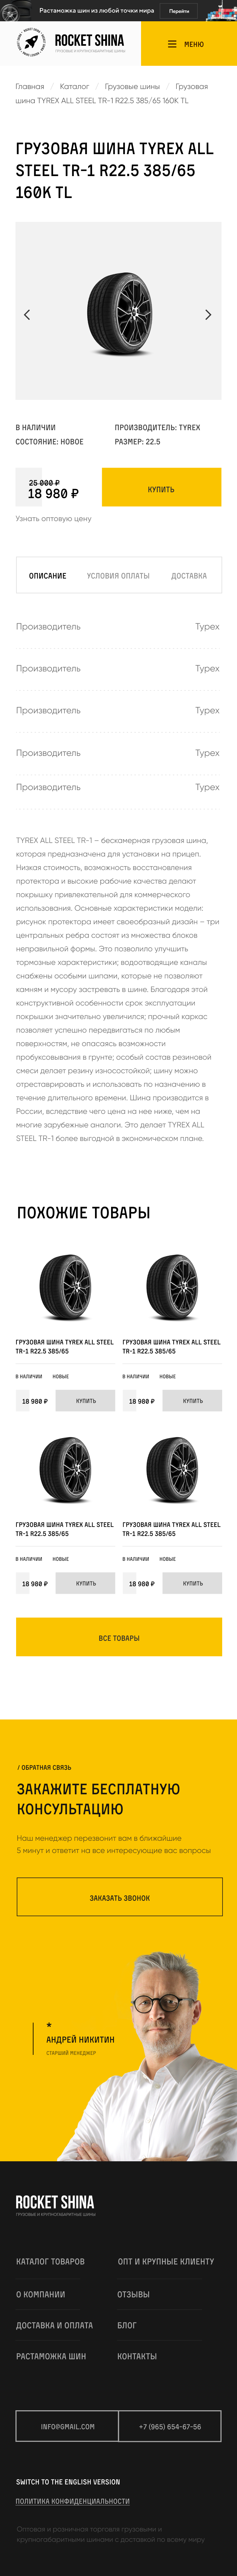 Растаможка шин из любой точки мира
Перейти
ROCKET SHINA
ГРУЗОВЫЕ И КРУПНОГАБАРИТНЫЕ ШИНЫ
МЕНЮ
Главная / Каталог / Грузовые шины / Грузовая
шина TYREX ALL STEEL TR-1 R22.5 385/65 160K TL
ГРУЗОВАЯ ШИНА TYREX ALL
STEEL TR-1 R22.5 385/65
160K TL
В НАЛИЧИИ
ПРОИЗВОДИТЕЛЬ: TYREX
СОСТОЯНИЕ: НОВОЕ
РАЗМЕР: 22.5
25 000 ₽
18 980 ₽
КУПИТЬ
Узнать оптовую цену
ОПИСАНИЕ
УСЛОВИЯ ОПЛАТЫ
ДОСТАВКА
Производитель Tyрex
Производитель Tyрex
Производитель Tyрex
Производитель Tyрex
Производитель Tyрex
TYREX ALL STEEL TR-1 – бескамерная грузовая шина,
которая предназначена для установки на прицеп.
Низкая стоимость, возможность восстановления
протектора и высокие рабочие качества делают
покрышку привлекательной для коммерческого
использования. Основные характеристики модели:
рисунок протектора имеет своеобразный дизайн – три
центральных ребра состоят из множества блоков
неправильной формы. Это позволило улучшить
тормозные характеристики; водоотводящие каналы
снабжены особыми шипами, которые не позволяют
камням и мусору застревать в шине. Благодаря этой
конструктивной особенности срок эксплуатации
покрышки значительно увеличился; прочный каркас
позволяет успешно передвигаться по любым
поверхностям, не опасаясь возможности
пробуксовывания в грунте; особый состав резиновой
смеси делает резину износостойкой; шину можно
отреставрировать и использовать по назначению в
течение длительного времени. Шина производится в
России, вследствие чего цена на нее ниже, чем на
многие зарубежные аналоги. Это делает TYREX ALL
STEEL TR-1 более выгодной в экономическом плане.
ПОХОЖИЕ ТОВАРЫ
ГРУЗОВАЯ ШИНА TYREX ALL STEEL
TR-1 R22.5 385/65
В НАЛИЧИИ НОВЫЕ
18 980 ₽ КУПИТЬ
ГРУЗОВАЯ ШИНА TYREX ALL STEEL
TR-1 R22.5 385/65
В НАЛИЧИИ НОВЫЕ
18 980 ₽ КУПИТЬ
ГРУЗОВАЯ ШИНА TYREX ALL STEEL
TR-1 R22.5 385/65
В НАЛИЧИИ НОВЫЕ
18 980 ₽ КУПИТЬ
ГРУЗОВАЯ ШИНА TYREX ALL STEEL
TR-1 R22.5 385/65
В НАЛИЧИИ НОВЫЕ
18 980 ₽ КУПИТЬ
ВСЕ ТОВАРЫ
/ ОБРАТНАЯ СВЯЗЬ
ЗАКАЖИТЕ БЕСПЛАТНУЮ
КОНСУЛЬТАЦИЮ
Наш менеджер перезвонит вам в ближайшие
5 минут и ответит на все интересующие вас вопросы
ЗАКАЗАТЬ ЗВОНОК
АНДРЕЙ НИКИТИН
СТАРШИЙ МЕНЕДЖЕР
ROCKET SHINA
ГРУЗОВЫЕ И КРУПНОГАБАРИТНЫЕ ШИНЫ
КАТАЛОГ ТОВАРОВ
ОПТ И КРУПНЫЕ КЛИЕНТУ
О КОМПАНИИ
ОТЗЫВЫ
ДОСТАВКА И ОПЛАТА
БЛОГ
РАСТАМОЖКА ШИН
КОНТАКТЫ
INFO@GMAIL.COM
+7 (965) 654-67-56
SWITCH TO THE ENGLISH VERSION
ПОЛИТИКА КОНФИДЕНЦИАЛЬНОСТИ
Оптовая и розничная торговля грузовыми и
крупногабаритными шинами с доставкой по всему миру